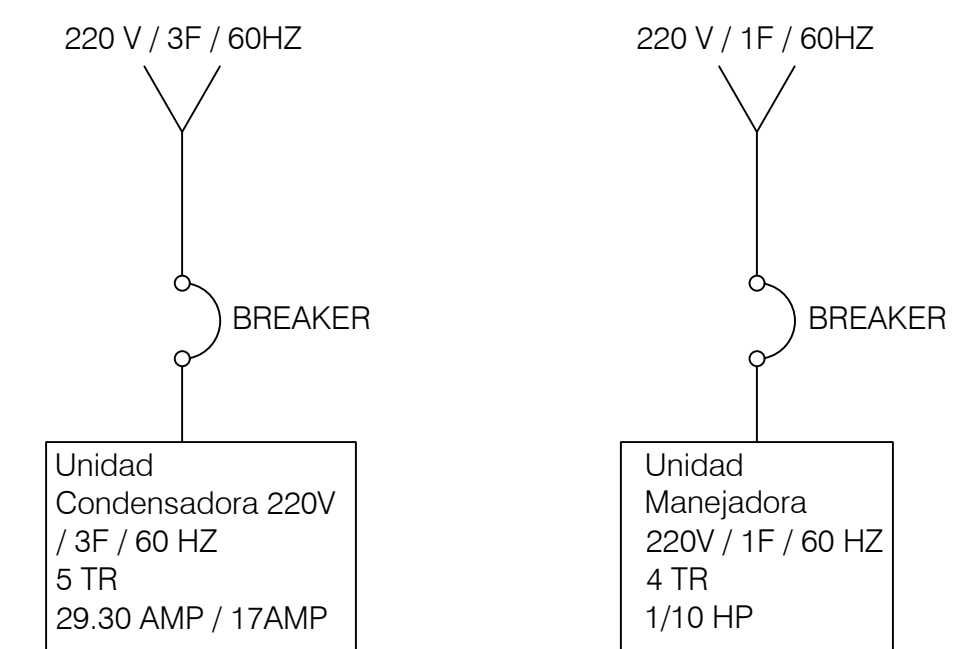 220 V / 3F / 60HZ
BREAKER
Unidad
Condensadora 220V
/ 3F / 60 HZ
5 TR
29.30 AMP / 17AMP
220 V / 1F / 60HZ
BREAKER
Unidad
Manejadora
220V / 1F / 60 HZ
4 TR
1/10 HP